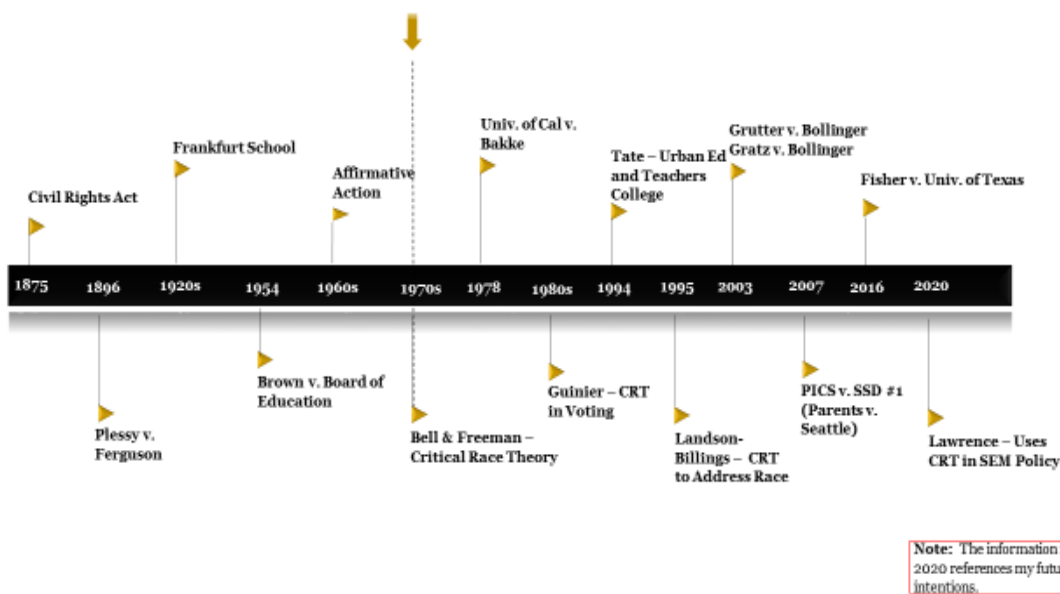 Univ. of Cal v.
Bakke
Grutter v. Bollinger
Gratz v. Bollinger
Frankfurt School
Tate – Urban Ed
and Teachers
College
Affirmative
Action
Fisher v. Univ. of Texas
Civil Rights Act
1875 1896 1920s 1954 1960s 1970s 1978 1980s 1994 1995 2003 2007 2016 2020
Brown v. Board of
Education
Guinier – CRT
in Voting
PICS v. SSD #1
(Parents v.
Seattle)
Plessy v.
Ferguson
Bell & Freeman –
Critical Race Theory
Landson-
Billings – CRT
to Address Race
Lawrence – Uses
CRT in SEM Policy
Note: The information
2020 references my futu
intentions.